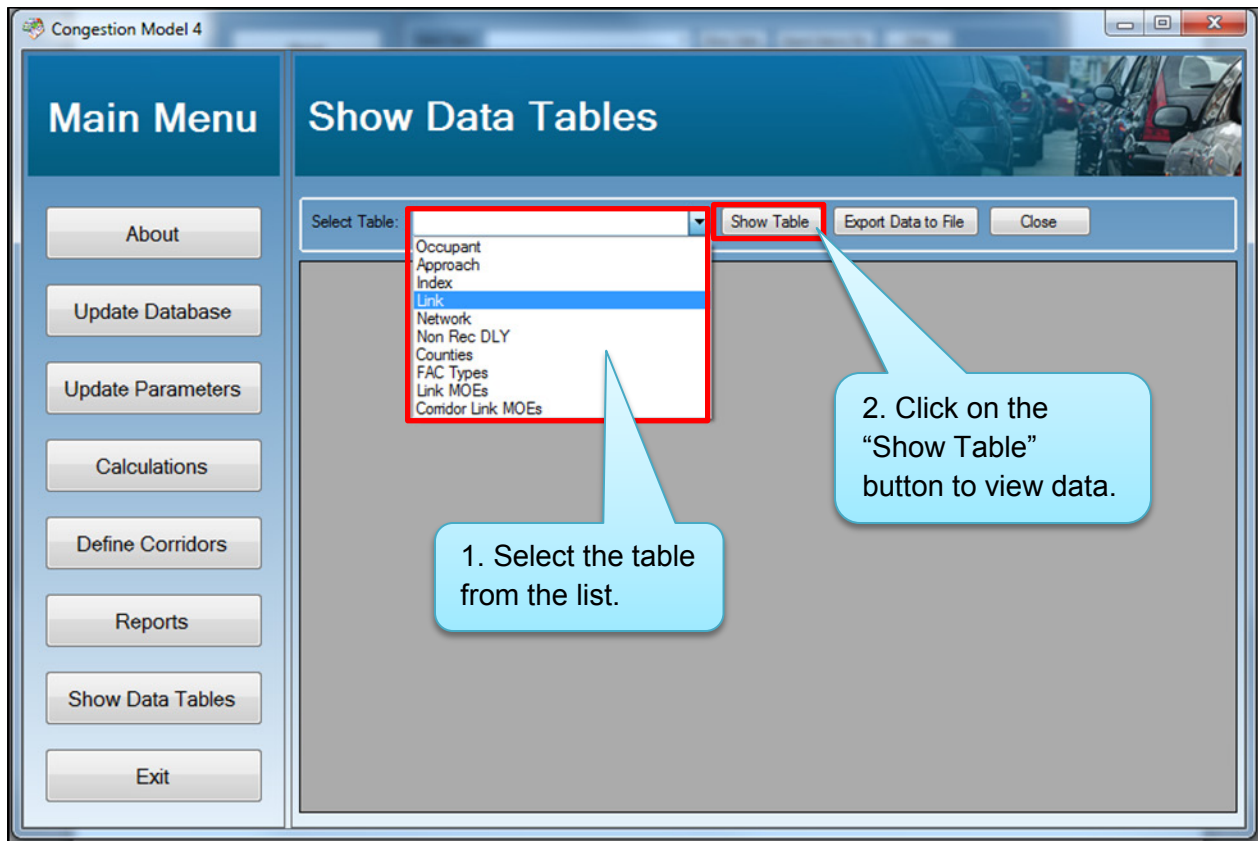 Congestion Model 4
Main Menu
Show Data Tables
About
Update Database
Update Parameters
Calculations
Define Corridors
Reports
Show Data Tables
Exit
Select Table:
Show Table
Export Data to File
Close
Occupant
Approach
Index
Link
Network
Non Rec DLY
Counties
FAC Types
Link MOEs
Corridor Link MOEs
2. Click on the
“Show Table”
button to view data.
1. Select the table
from the list.